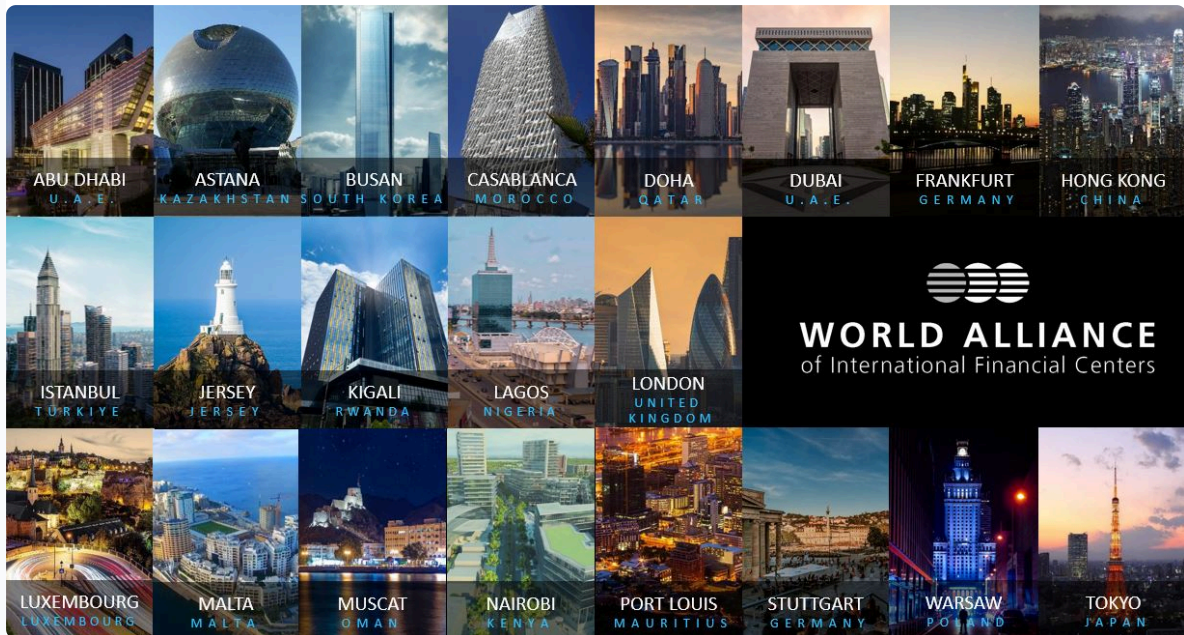 ABU DHABI
U.A.E.
ASTANA
KAZAKHSTAN
BUSAN
SOUTH KOREA
CASABLANCA
MOROCCO
DOHA
QATAR
DUBAI
U.A.E.
FRANKFURT
GERMANY
HONG KONG
CHINA
ISTANBUL
TÜRKIYE
JERSEY
JERSEY
KIGALI
RWANDA
LAGOS
NIGERIA
LONDON
UNITED
KINGDOM
WORLD ALLIANCE
of International Financial Centers
LUXEMBOURG
LUXEMBOURG
MALTA
MALTA
MUSCAT
OMAN
NAIROBI
KENYA
PORT LOUIS
MAURITIUS
STUTTGART
GERMANY
WARSAW
POLAND
TOKYO
JAPAN